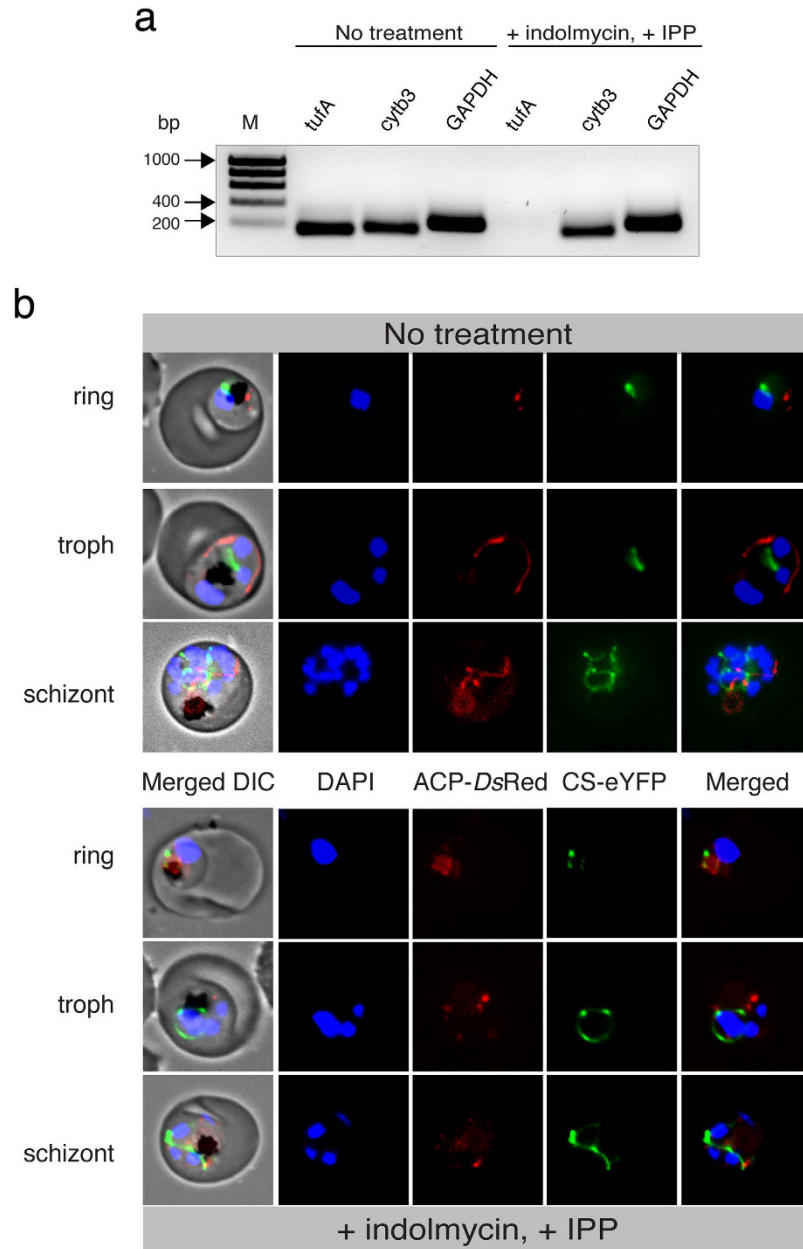 a
No treatment + indolmycin, + IPP
bp M tufA cytb3 GAPDH tufA cytb3 GAPDH
1000
400
200
b
No treatment
ring
troph
schizont
Merged DIC DAPI ACP-DsRed CS-eYFP Merged
ring
troph
schizont
+ indolmycin, + IPP